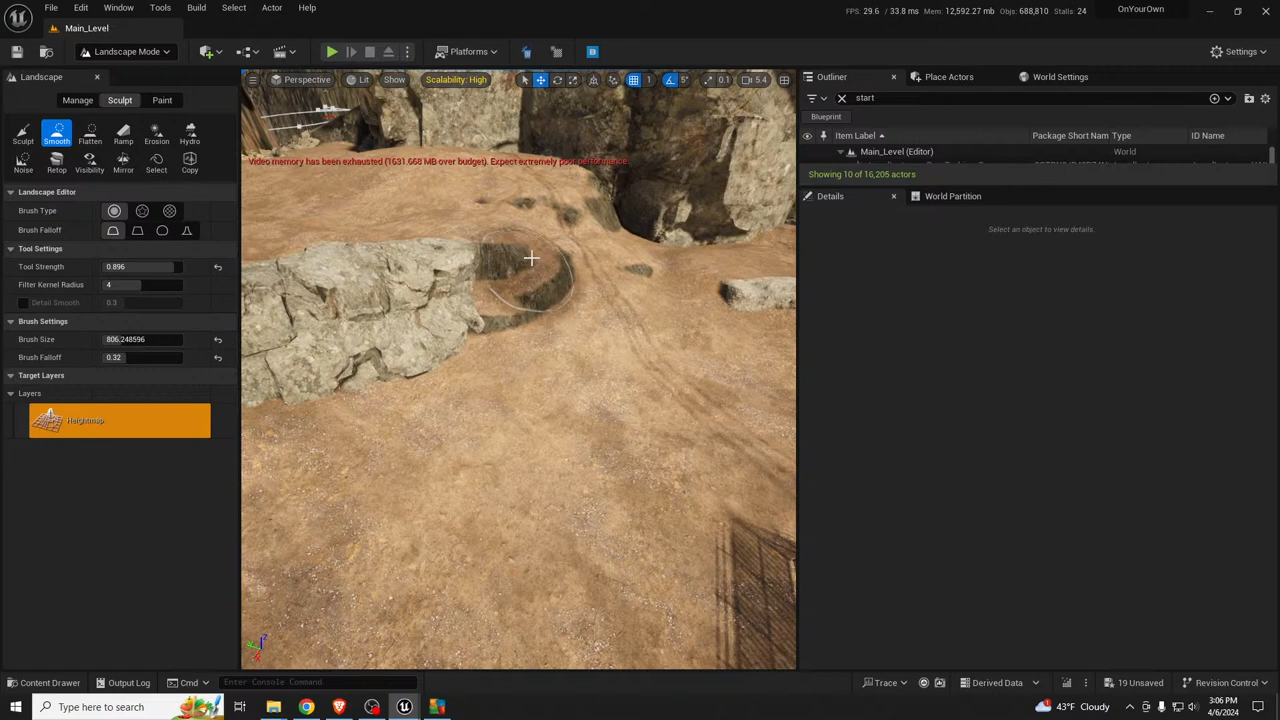 File Edit Window Tools Build Select Actor Help
FPS: 29.6 / 33.8 ms Mem: 12,592.27 mb Objs: 688,810 Stalls: 24
OnYourOwn
Main_Level
Landscape Mode
Platforms
Settings
Landscape
Perspective
Lit
Show
Scalability: High
1
5°
0.1
5.4
Outliner
Place Actors
World Settings
Manage
Sculpt
Paint
start
Blueprint
Sculpt Smooth Flatten Ramp Erosion Hydro
Item Label
Package Short Nam
Type
ID Name
Main_Level (Editor)
World
Noise Retop Visibility Mirror Select Copy
Video memory has been exhausted (1631.668 MB over budget). Expect extremely poor performance.
Showing 10 of 16,205 actors
Landscape Editor
Details
World Partition
Brush Type
Brush Falloff
Select an object to view details.
Tool Settings
Tool Strength 0.896
Filter Kernel Radius 4
Detail Smooth 0.3
Brush Settings
Brush Size 806.248596
Brush Falloff 0.32
Target Layers
Layers
Heightmap
Content Drawer
Output Log
Cmd
Enter Console Command
Trace
Derived Data
19 Unsaved
Revision Control
Type here to search
43°F Cloudy
3:06 PM
4/6/2024